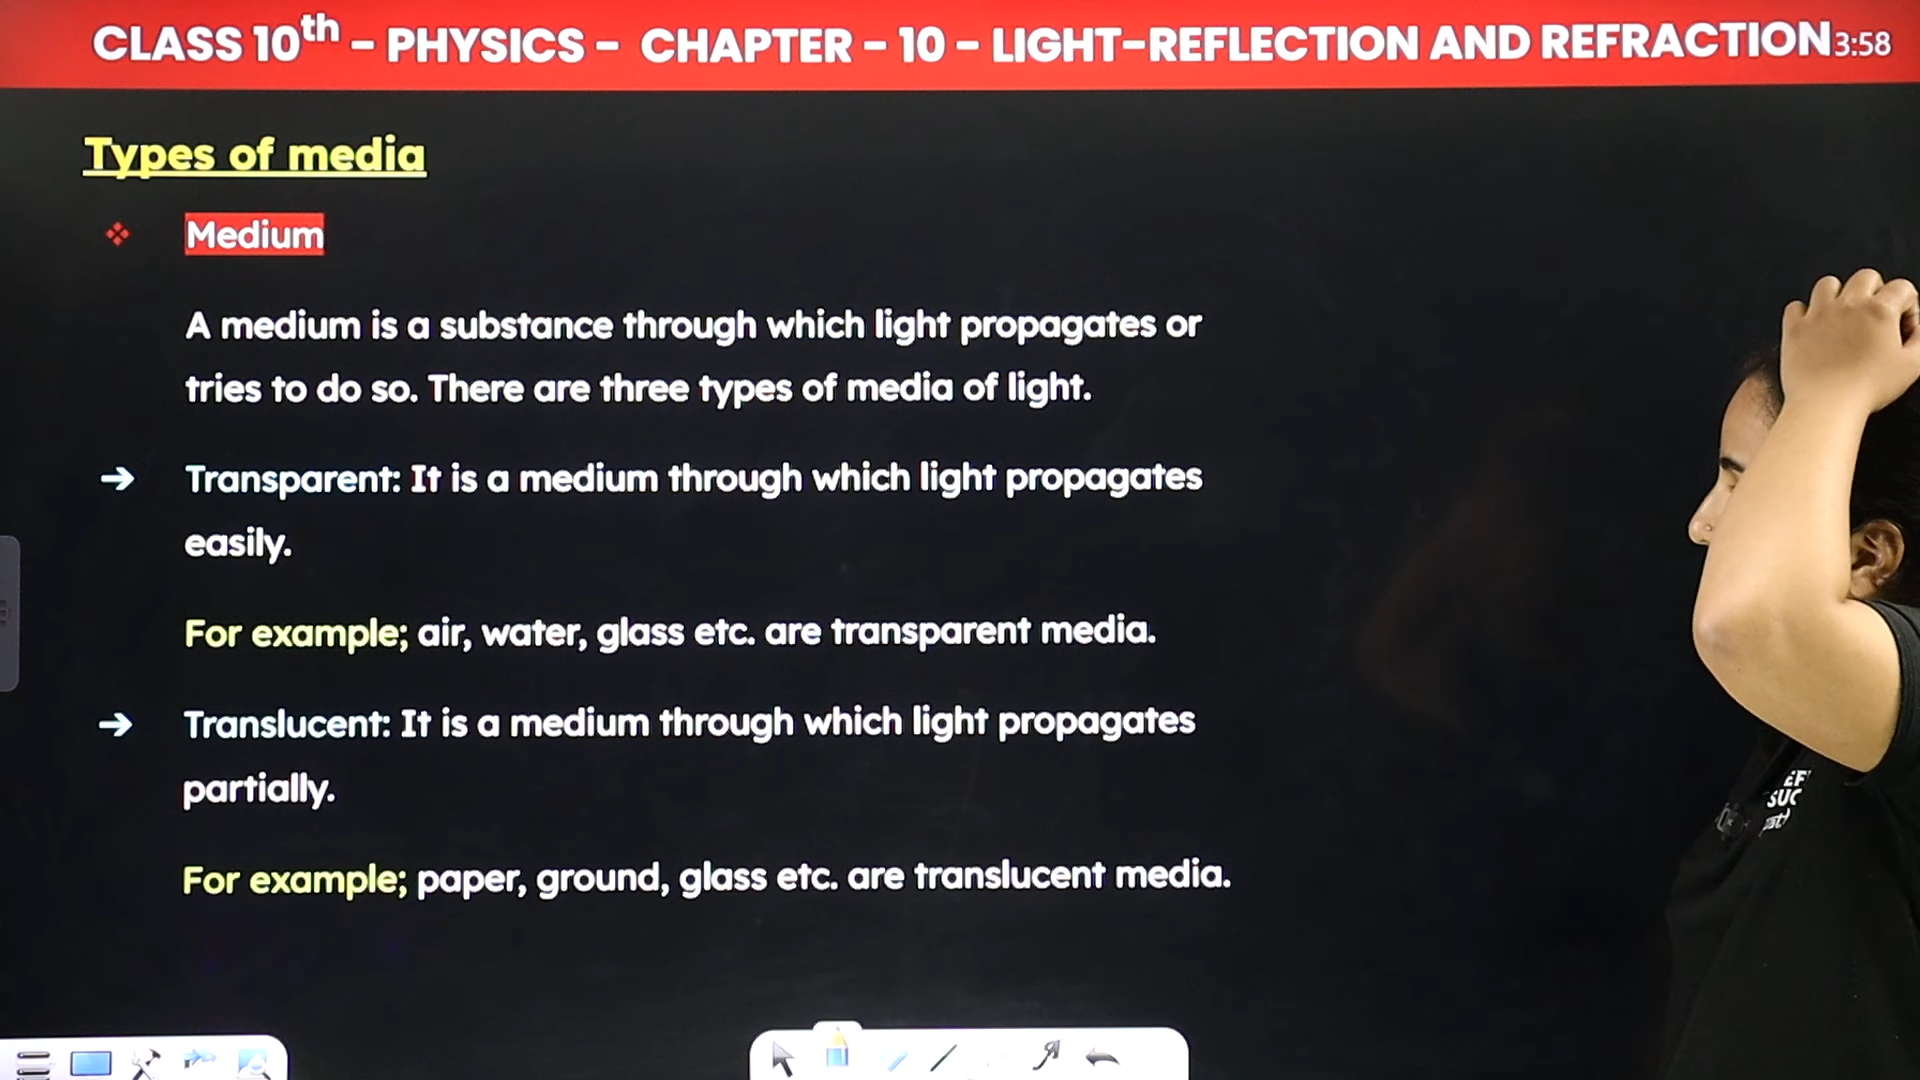 CLASS 10th - PHYSICS - CHAPTER - 10 - LIGHT-REFLECTION AND REFRACTION 3:58
Types of media
Medium
A medium is a substance through which light propagates or
tries to do so. There are three types of media of light.
Transparent: It is a medium through which light propagates
easily.
For example; air, water, glass etc. are transparent media.
Translucent: It is a medium through which light propagates
partially.
For example; paper, ground, glass etc. are translucent media.
EF
SUC